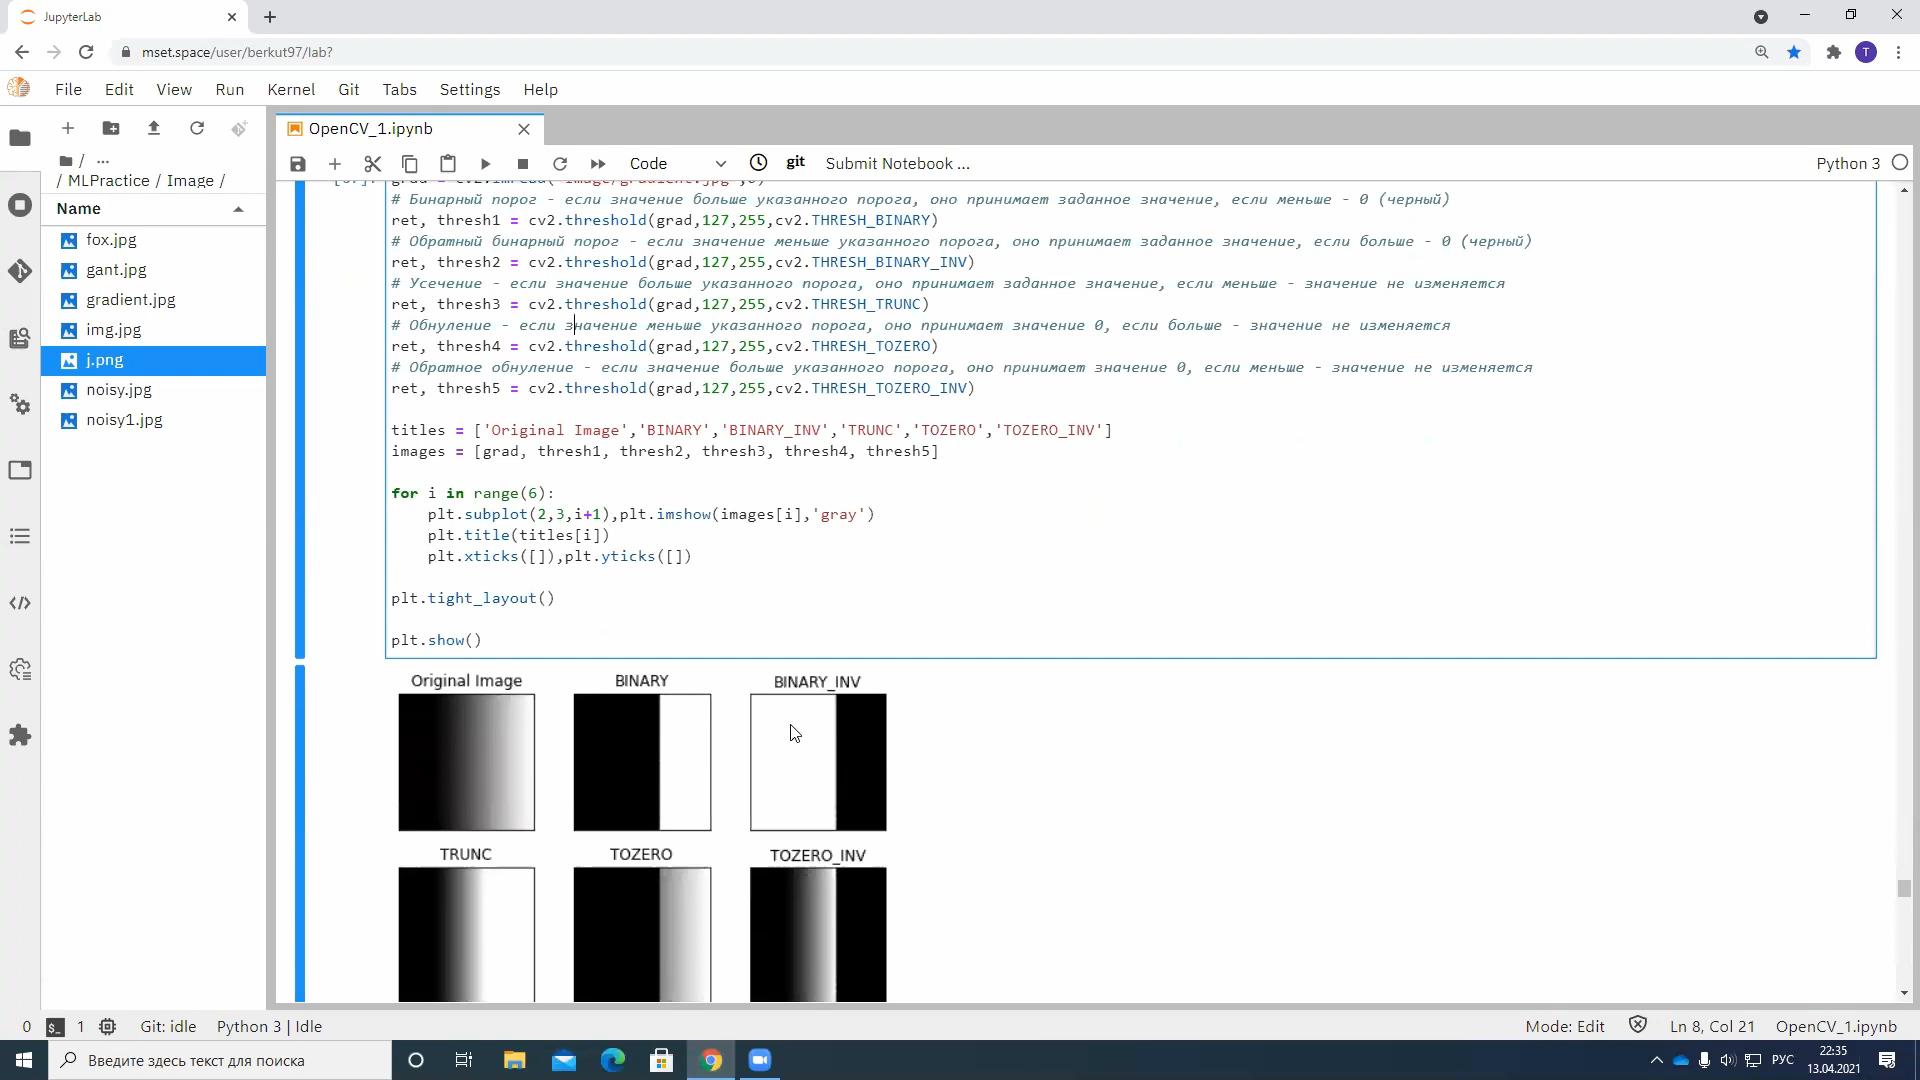 JupyterLab
mset.space/user/berkut97/lab?
T
File Edit View Run Kernel Git Tabs Settings Help
OpenCV_1.ipynb
Code
git
Submit Notebook ...
Python 3
/ ...
/ MLPractice / Image /
Name
fox.jpg
gant.jpg
gradient.jpg
img.jpg
j.png
noisy.jpg
noisy1.jpg
# Бинарный порог - если значение больше указанного порога, оно принимает заданное значение, если меньше - 0 (черный)
ret, thresh1 = cv2.threshold(grad,127,255,cv2.THRESH_BINARY)
# Обратный бинарный порог - если значение меньше указанного порога, оно принимает заданное значение, если больше - 0 (черный)
ret, thresh2 = cv2.threshold(grad,127,255,cv2.THRESH_BINARY_INV)
# Усечение - если значение больше указанного порога, оно принимает заданное значение, если меньше - значение не изменяется
ret, thresh3 = cv2.threshold(grad,127,255,cv2.THRESH_TRUNC)
# Обнуление - если значение меньше указанного порога, оно принимает значение 0, если больше - значение не изменяется
ret, thresh4 = cv2.threshold(grad,127,255,cv2.THRESH_TOZERO)
# Обратное обнуление - если значение больше указанного порога, оно принимает значение 0, если меньше - значение не изменяется
ret, thresh5 = cv2.threshold(grad,127,255,cv2.THRESH_TOZERO_INV)
titles = ['Original Image','BINARY','BINARY_INV','TRUNC','TOZERO','TOZERO_INV']
images = [grad, thresh1, thresh2, thresh3, thresh4, thresh5]
for i in range(6):
plt.subplot(2,3,i+1),plt.imshow(images[i],'gray')
plt.title(titles[i])
plt.xticks([]),plt.yticks([])
plt.tight_layout()
plt.show()
Original Image BINARY BINARY_INV
TRUNC TOZERO TOZERO_INV
0 1 Git: idle Python 3 | Idle
Mode: Edit Ln 8, Col 21 OpenCV_1.ipynb
Введите здесь текст для поиска
РУС
22:35
13.04.2021